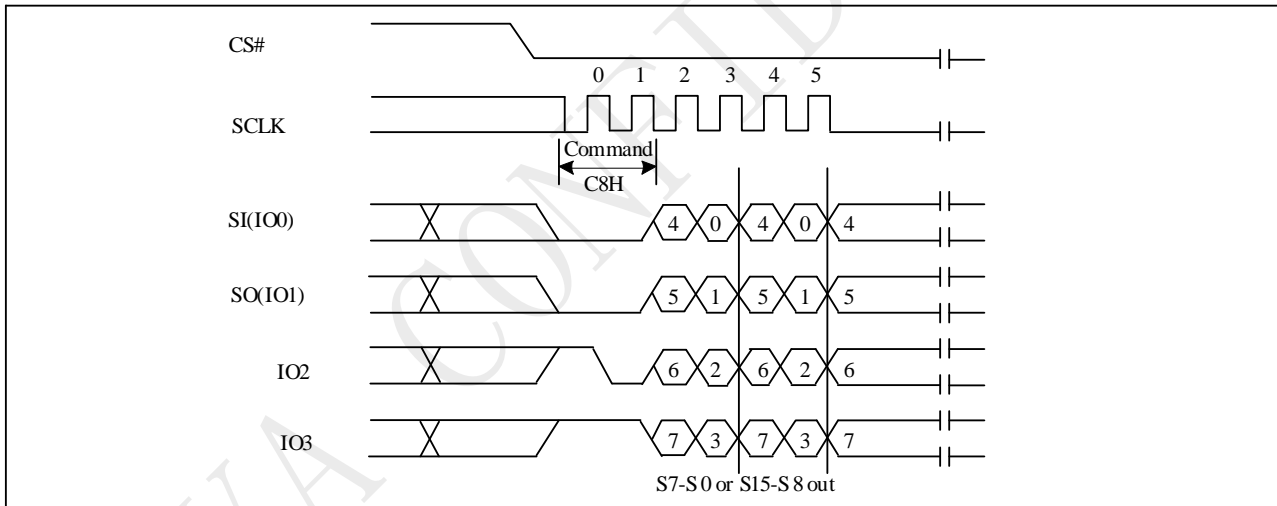 CS#
0 1 2 3 4 5
SCLK
Command
C8H
SI(IO0) 4 0 4 0 4
SO(IO1) 5 1 5 1 5
IO2 6 2 6 2 6
IO3 7 3 7 3 7
S7-S0 or S15-S8 out